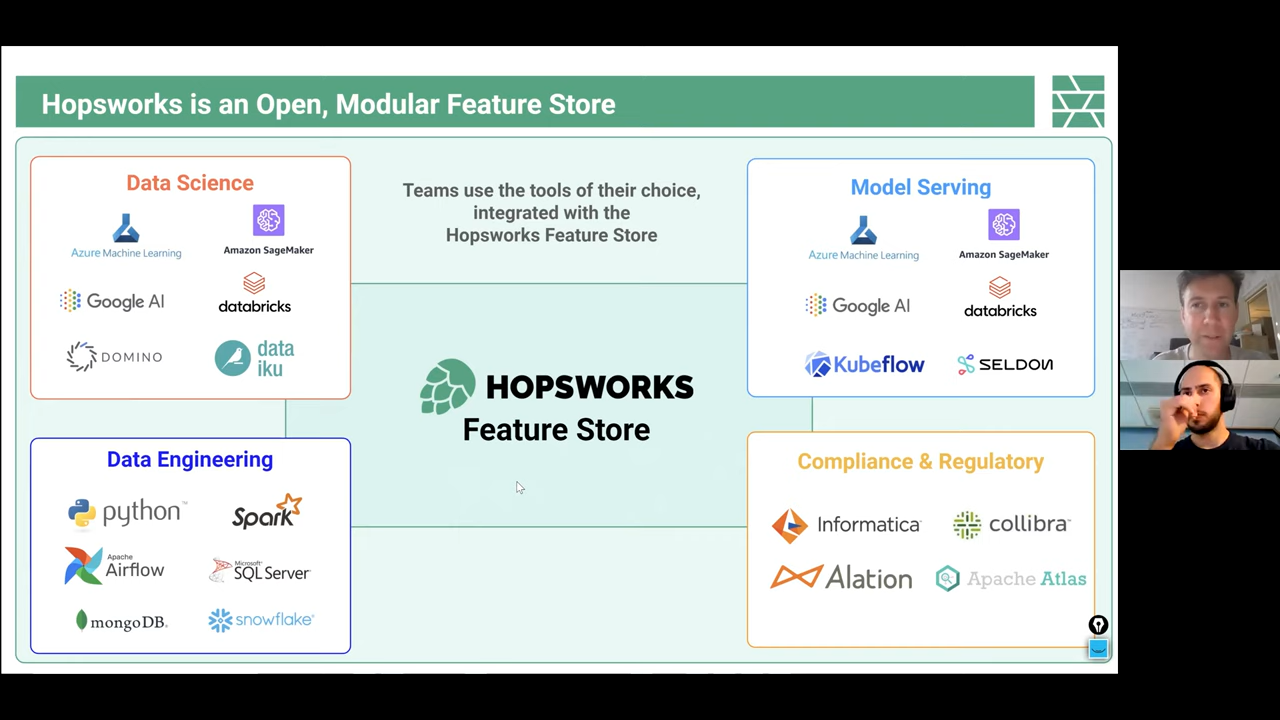 Hopsworks is an Open, Modular Feature Store
Data Science
Azure Machine Learning
Amazon SageMaker
Google AI
databricks
DOMINO
data
iku
Teams use the tools of their choice,
integrated with the
Hopsworks Feature Store
Model Serving
Azure Machine Learning
Amazon SageMaker
Google AI
databricks
Kubeflow
SELDON
HOPSWORKS
Feature Store
Data Engineering
python™
Spark
Apache
Airflow
Microsoft®
SQL Server®
mongoDB®
snowflake®
Compliance & Regulatory
Informatica
collibra
Alation
Apache Atlas